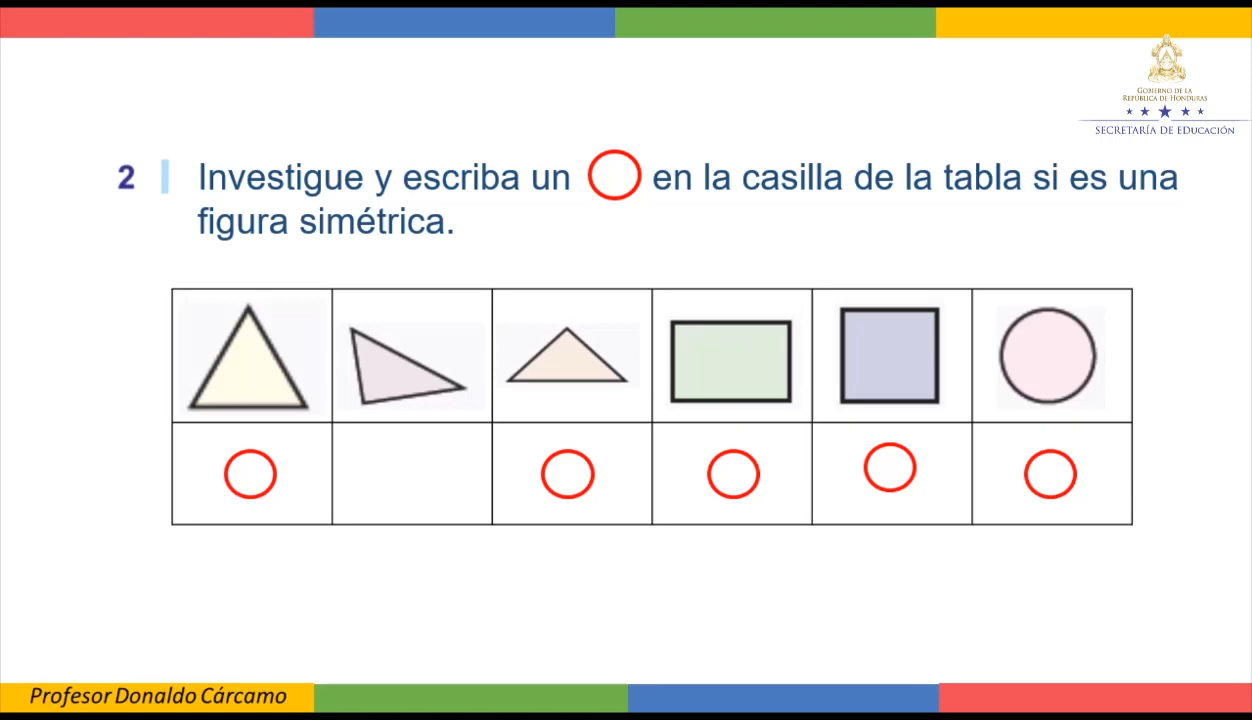 GOBIERNO DE LA
REPÚBLICA DE HONDURAS
SECRETARÍA DE EDUCACIÓN
2 Investigue y escriba un en la casilla de la tabla si es una
figura simétrica.
Profesor Donaldo Cárcamo